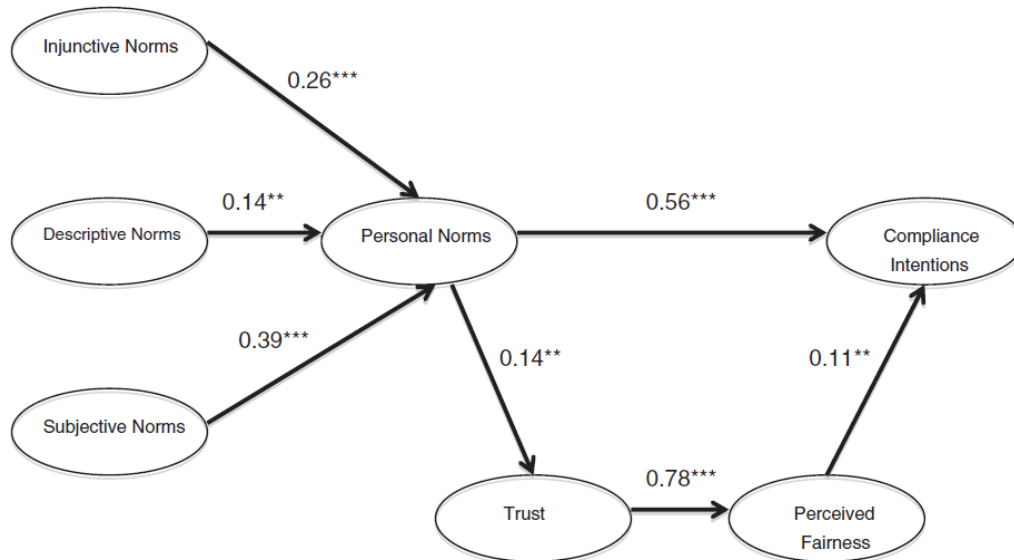 Injunctive Norms
0.26***
Descriptive Norms
0.14**
Personal Norms
0.56***
Compliance
Intentions
0.39***
0.14**
0.11**
Subjective Norms
0.78***
Trust
Perceived
Fairness